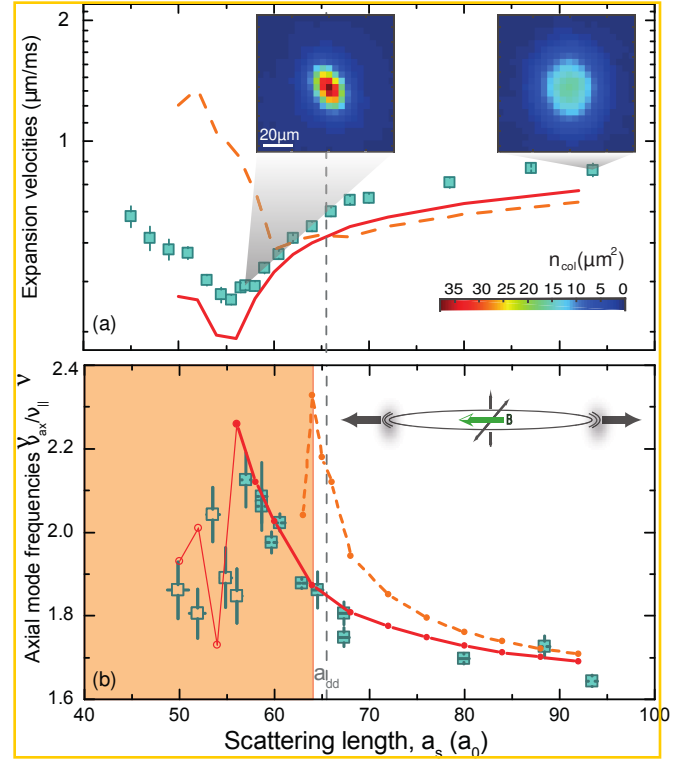 2
1
Expansion velocities (μm/ms)
20μm
n_col(μm²)
35 30 25 20 15 10 5 0
(a)
2.4
2.2
2.0
1.8
1.6
Axial mode frequencies ν_ax/ν_||
ν
B
a_dd
(b)
40 50 60 70 80 90 100
Scattering length, a_s (a_0)